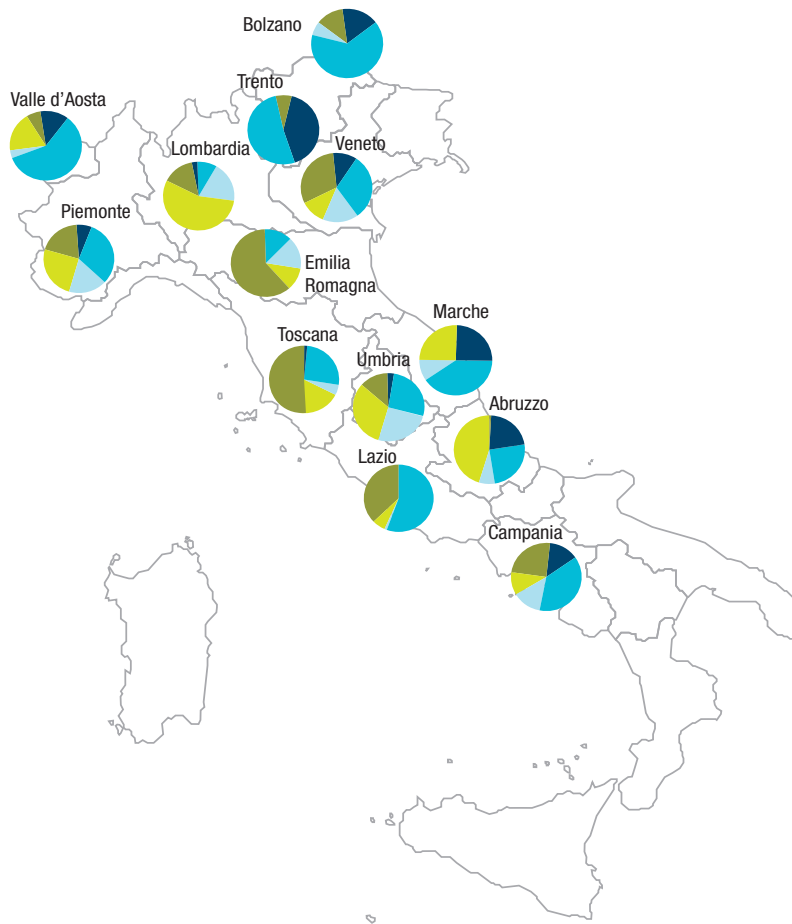 Bolzano
Trento
Valle d'Aosta
Veneto
Lombardia
Piemonte
Emilia
Romagna
Marche
Toscana
Umbria
Abruzzo
Lazio
Campania